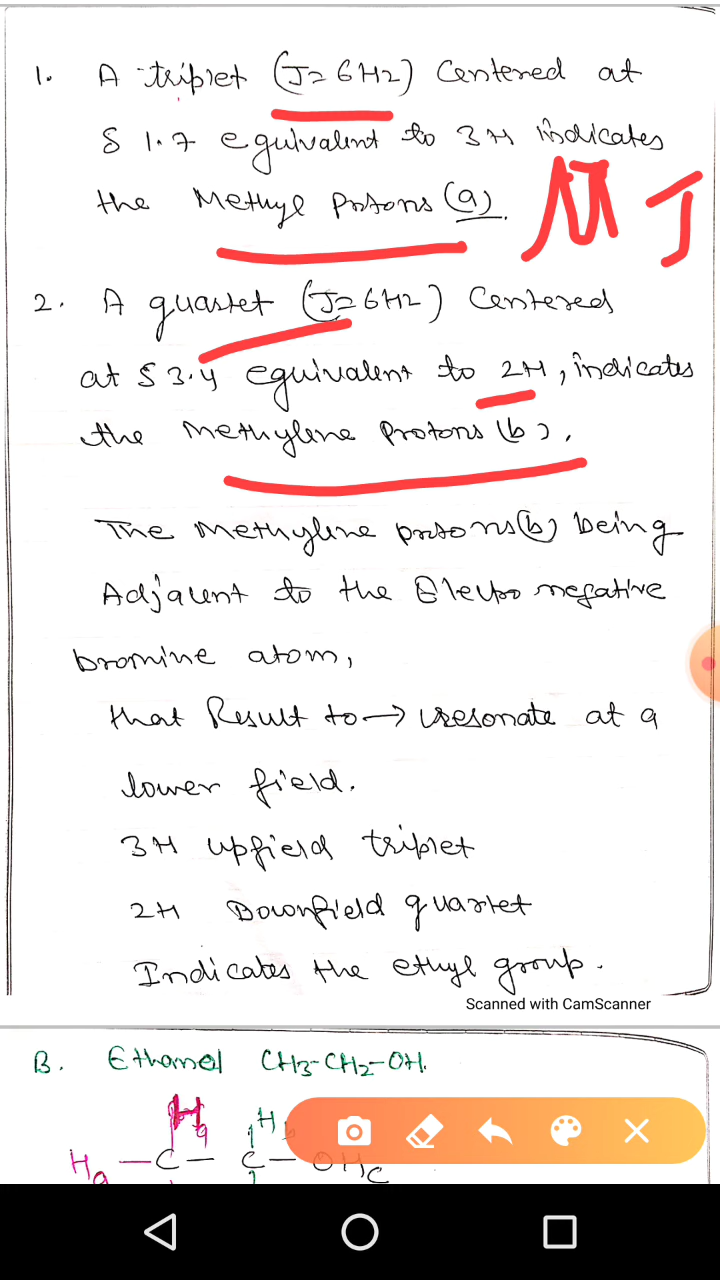 1. A triplet (J=6Hz) Centered at
δ 1.7 equivalent to 3H indicates
the Methyl Protons (a).
J
2. A quartet (J=6Hz) Centered
at δ 3.4 equivalent to 2H, indicates
the methylene Protons (b).
The methylene protons(b) being
Adjacent to the Electro negative
bromine atom,
that Result to → resonate at a
lower field.
3H upfield triplet
2H Downfield quartet
Indicates the ethyl group.
Scanned with CamScanner
B. Ethanol CH3-CH2-OH.
Ha H
Ha -C- C- OHc